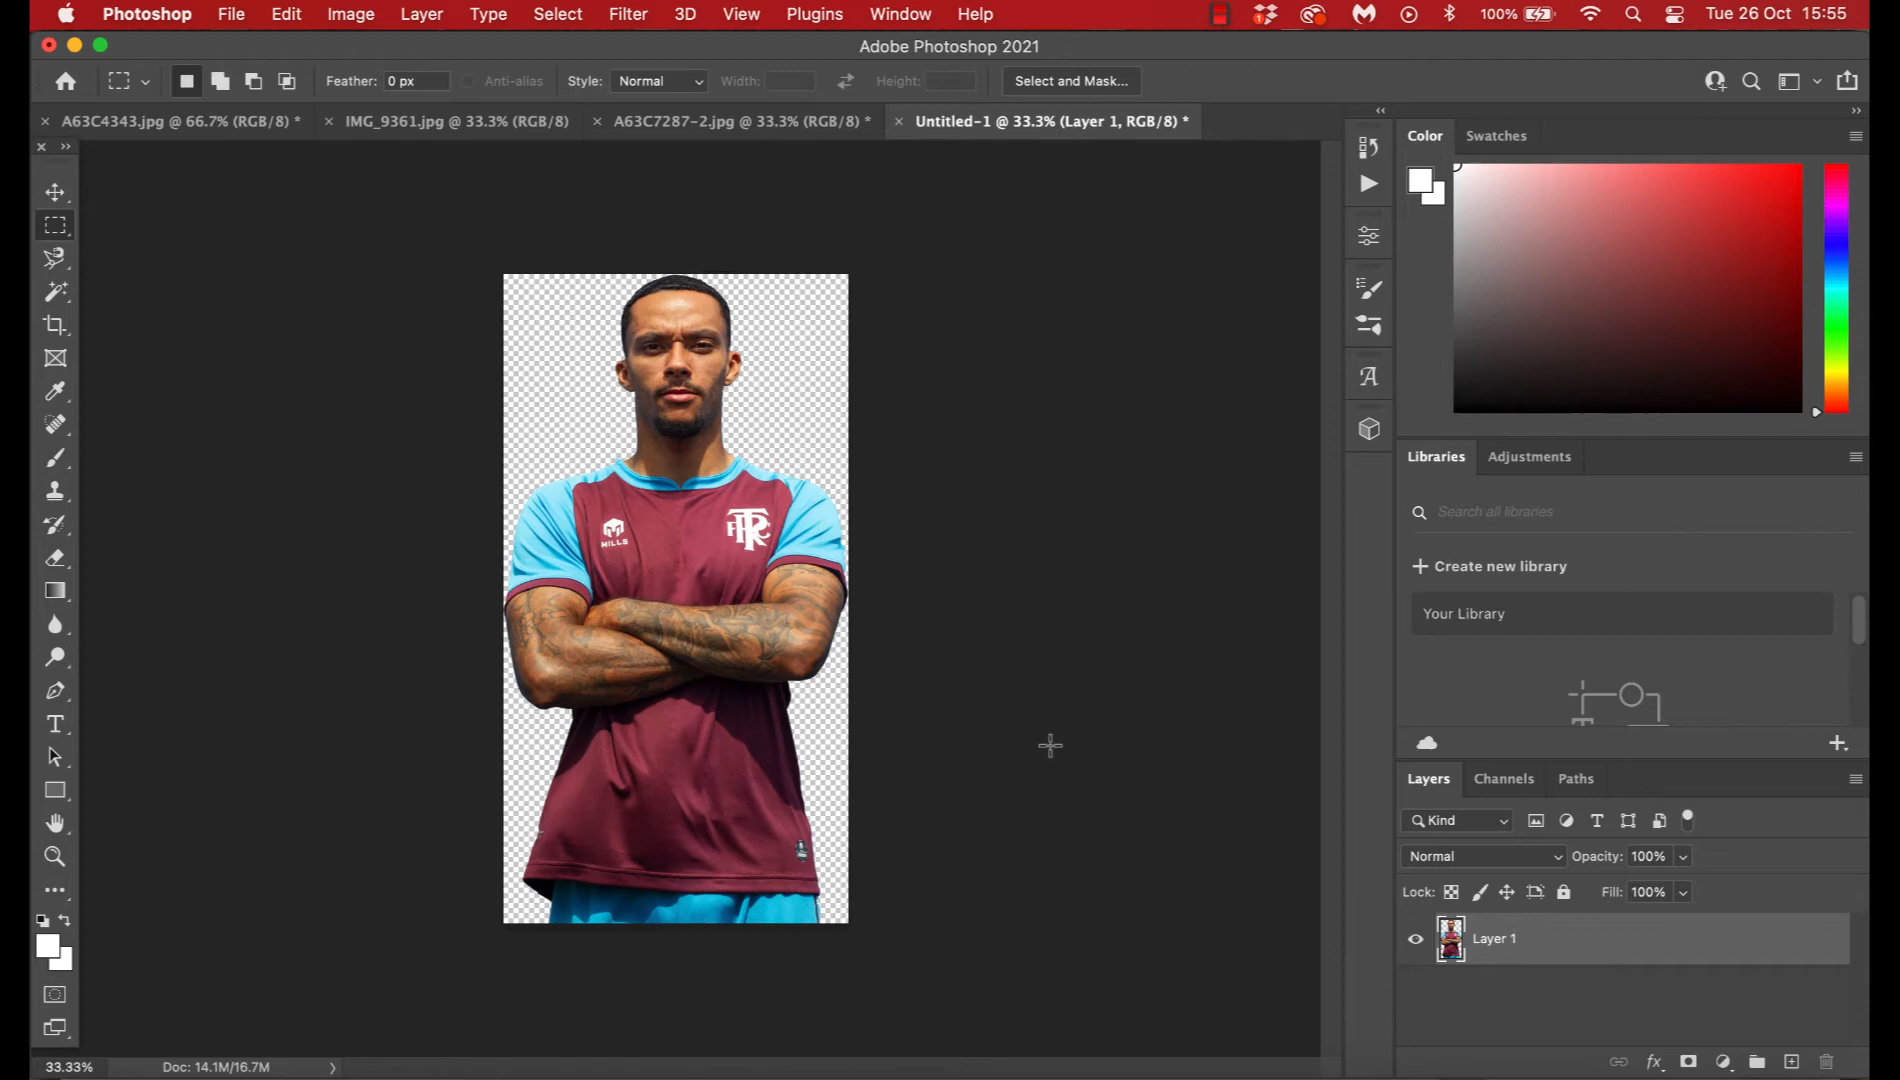 Photoshop File Edit Image Layer Type Select Filter 3D View Plugins Window Help 1 100% Tue 26 Oct 15:55
Adobe Photoshop 2021
Feather: 0 px Anti-alias Style: Normal Width: Height: Select and Mask...
A63C4343.jpg @ 66.7% (RGB/8) * IMG_9361.jpg @ 33.3% (RGB/8) A63C7287-2.jpg @ 33.3% (RGB/8) * Untitled-1 @ 33.3% (Layer 1, RGB/8) *
Color Swatches
Libraries Adjustments
Search all libraries
Create new library
Your Library
MILLS
TRFC
Layers Channels Paths
Kind
Normal Opacity: 100%
Lock: Fill: 100%
Layer 1
33.33% Doc: 14.1M/16.7M